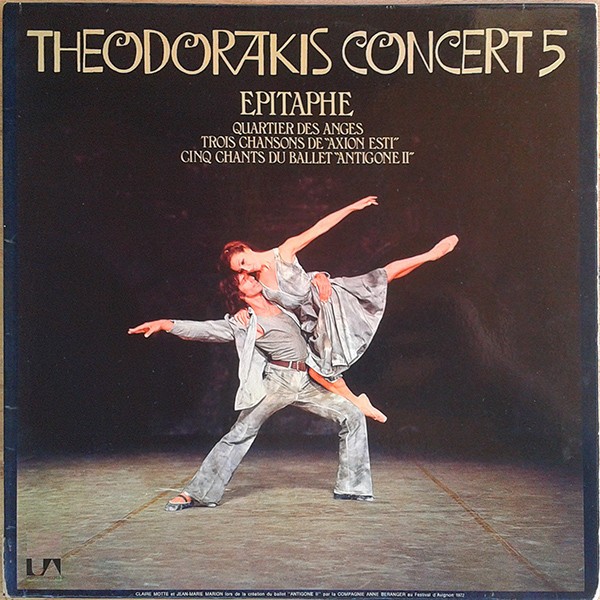 THEODORAKIS CONCERT 5
EPITAPHE
QUARTIER DES ANGES
TROIS CHANSONS DE "AXION ESTI"
CINQ CHANTS DU BALLET "ANTIGONE II"
UA
CLAIRE MOTTE et JEAN-MARIE MARION lors de la création du ballet "ANTIGONE II" par la COMPAGNIE ANNE BERANGER au Festival d'Avignon 1972